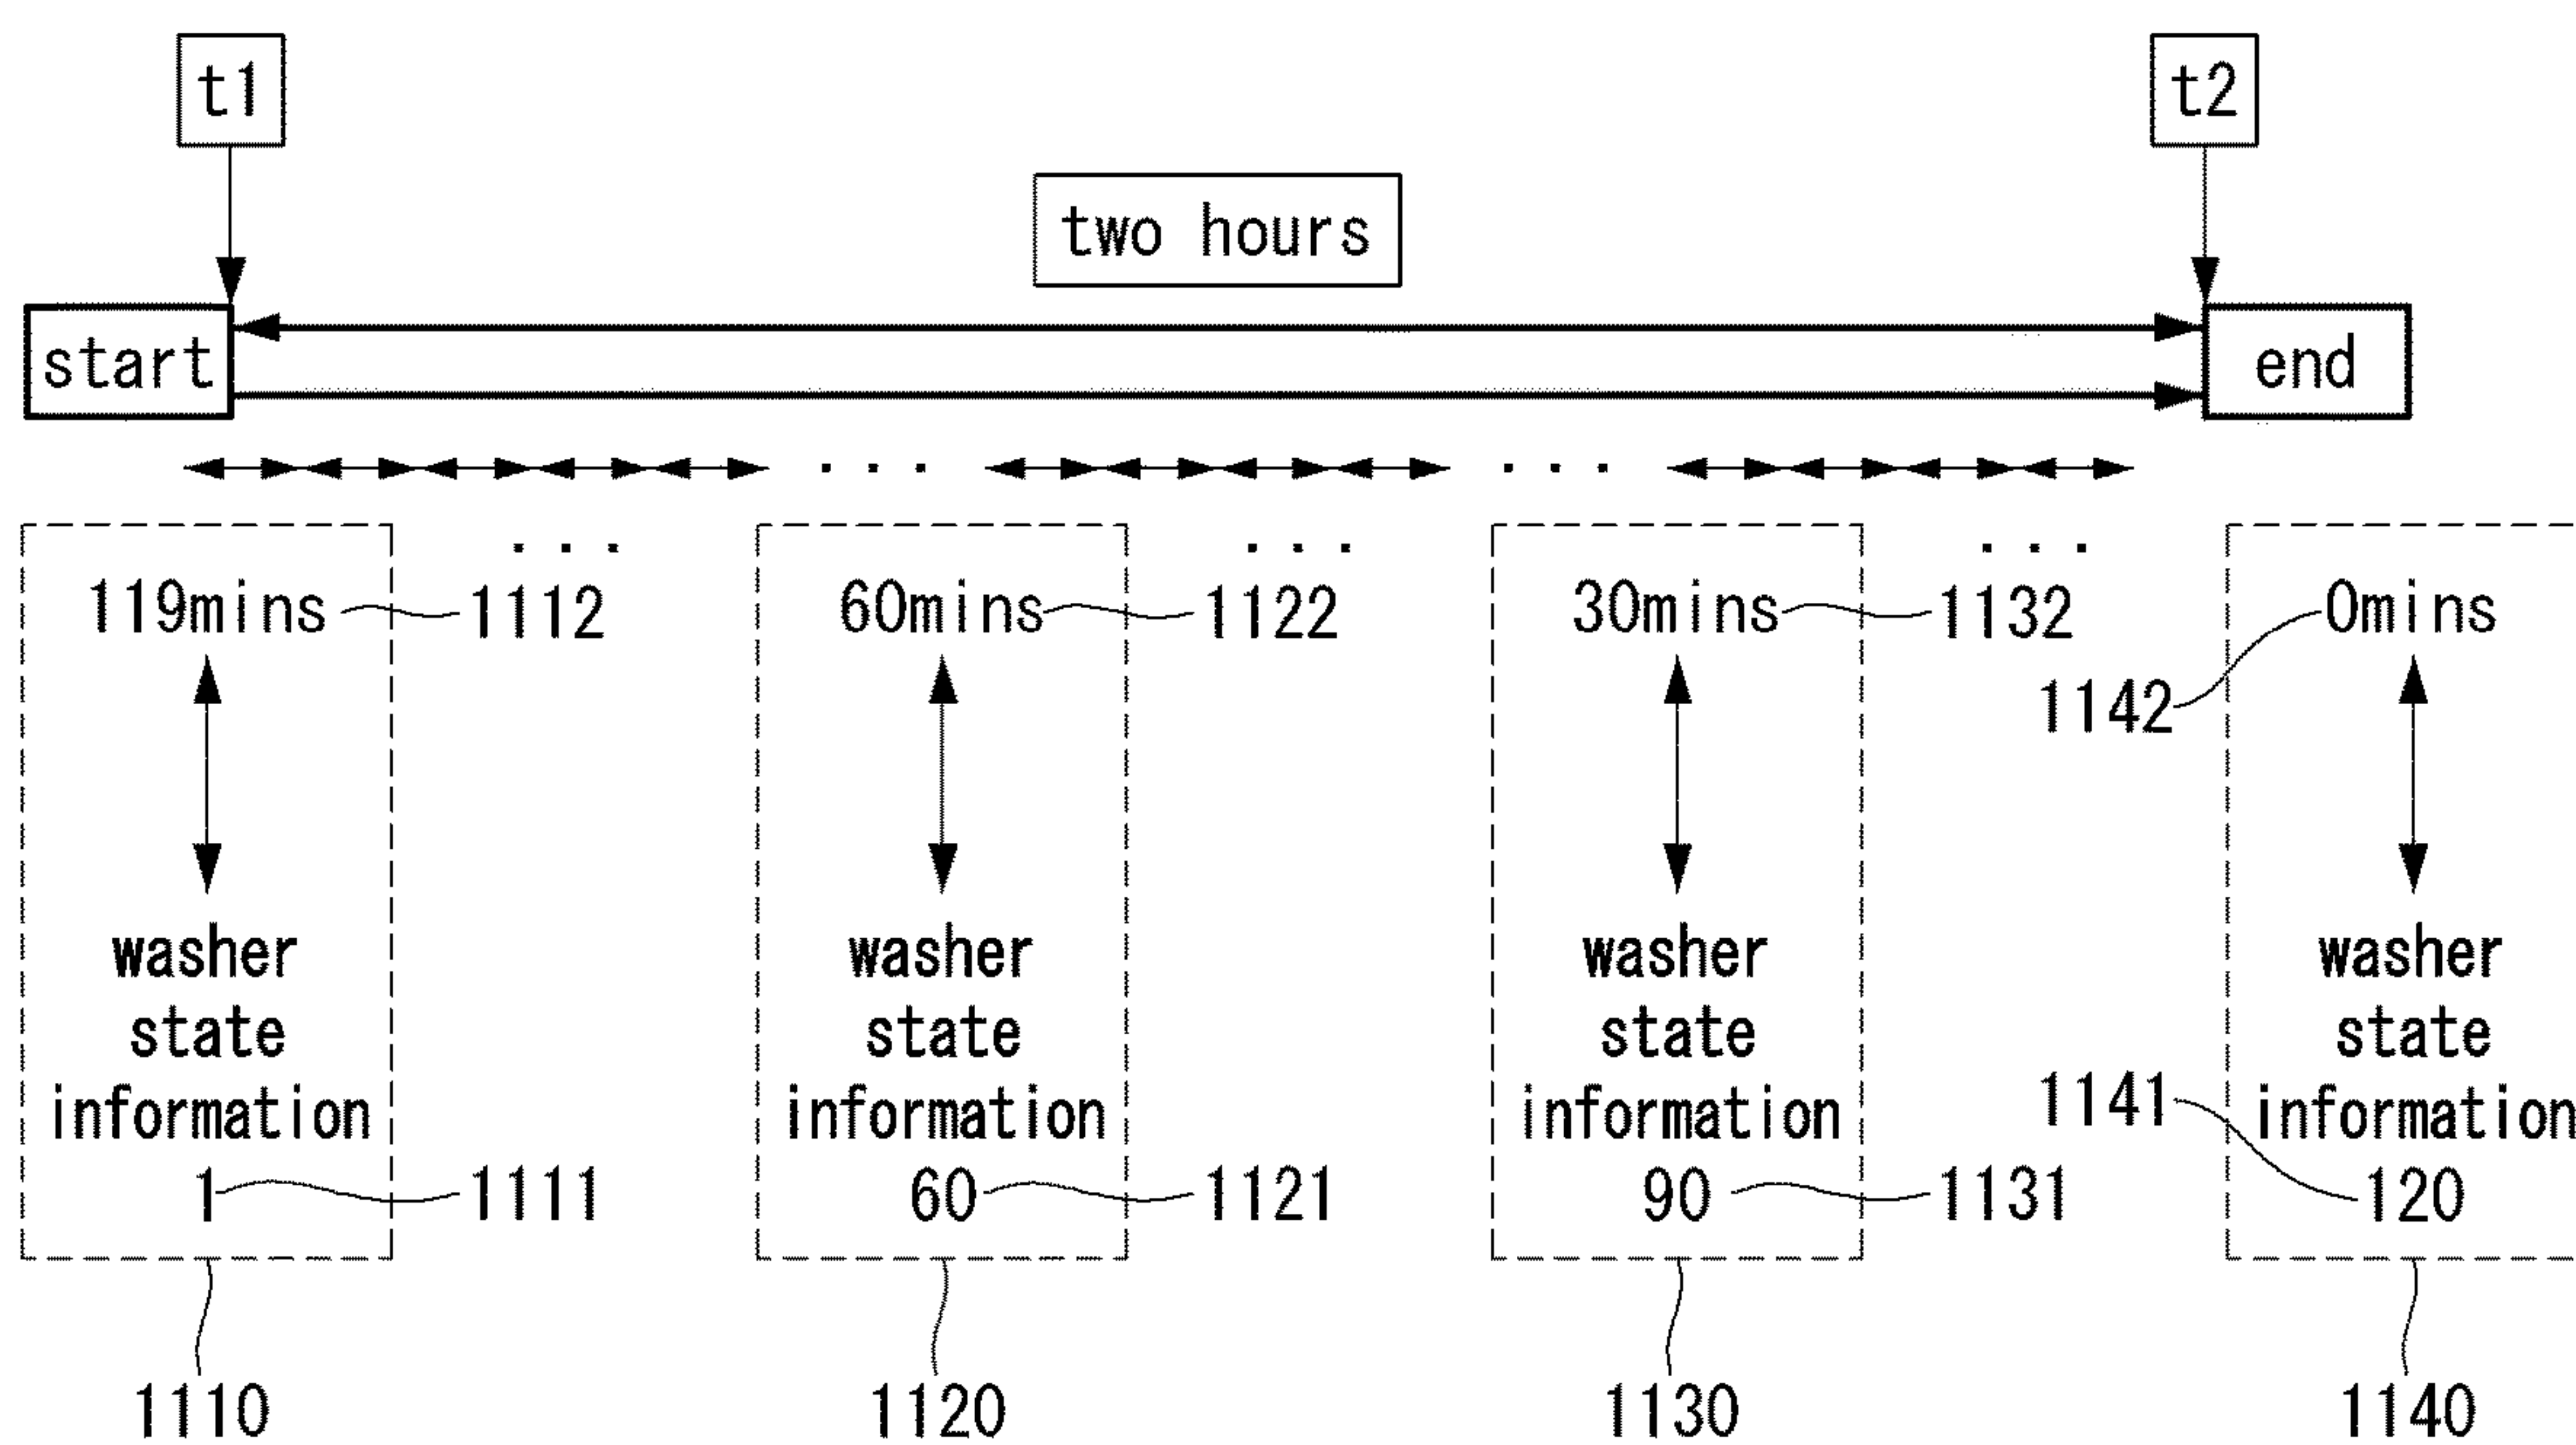 t1
t2
two hours
start
end
. . .
. . .
. . .
. . .
. . .
119mins
1112
60mins
1122
30mins
1132
0mins
1142
washer
state
information
1
1111
washer
state
information
60
1121
washer
state
information
90
1131
washer
state
information
120
1141
1110
1120
1130
1140